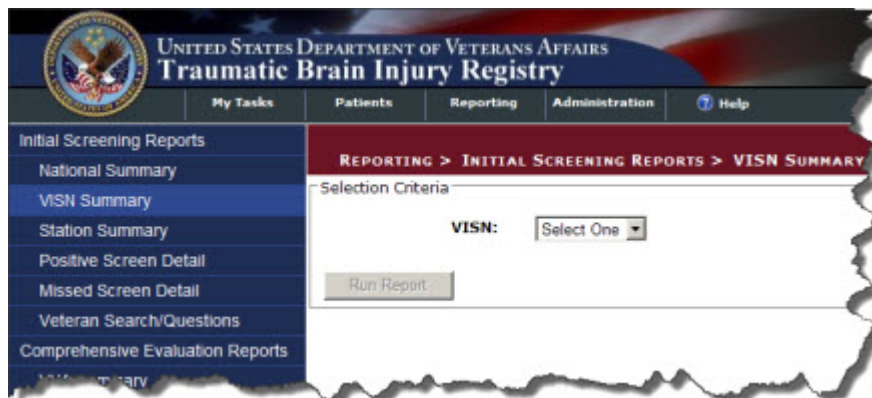 United States Department of Veterans Affairs
Traumatic Brain Injury Registry
My Tasks Patients Reporting Administration ? Help
Initial Screening Reports
National Summary
VISN Summary
Station Summary
Positive Screen Detail
Missed Screen Detail
Veteran Search/Questions
Comprehensive Evaluation Reports
Reporting > Initial Screening Reports > VISN Summary
Selection Criteria
VISN: Select One
Run Report